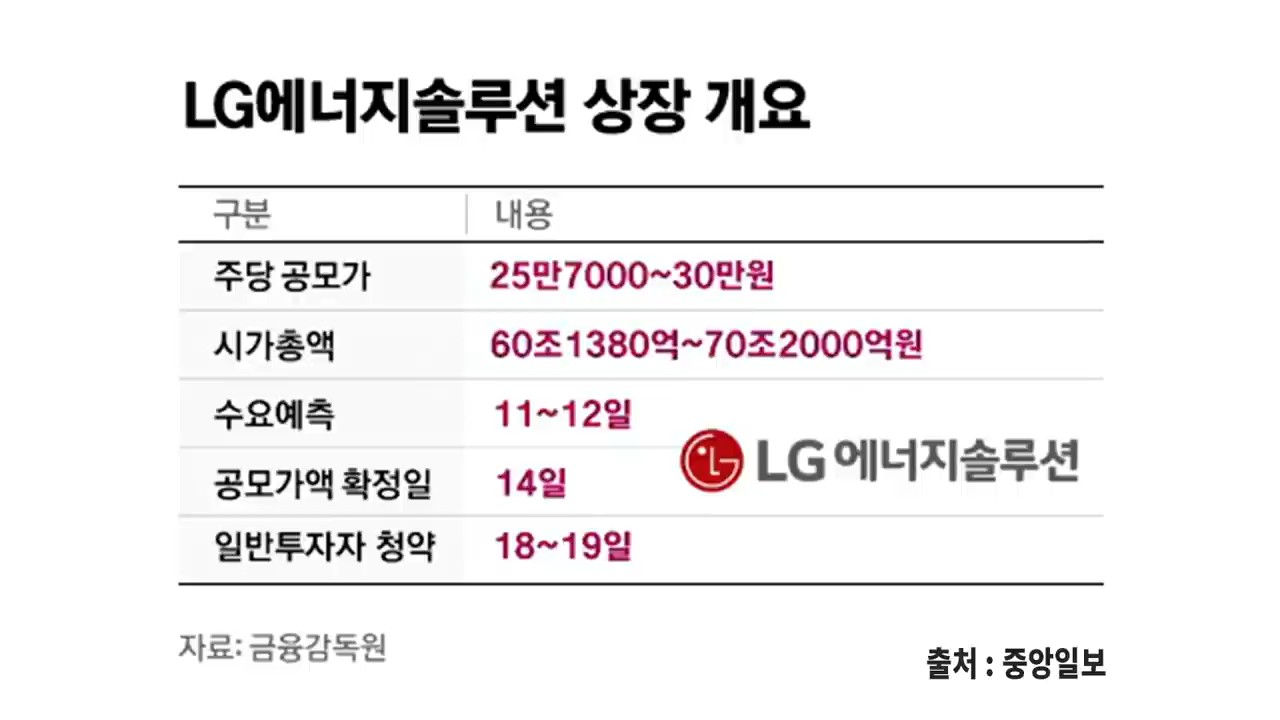 LG에너지솔루션 상장 개요
구분 내용
주당 공모가 25만7000~30만원
시가총액 60조1380억~70조2000억원
수요예측 11~12일
LG에너지솔루션
공모가액 확정일 14일
일반투자자 청약 18~19일
자료: 금융감독원
출처 : 중앙일보